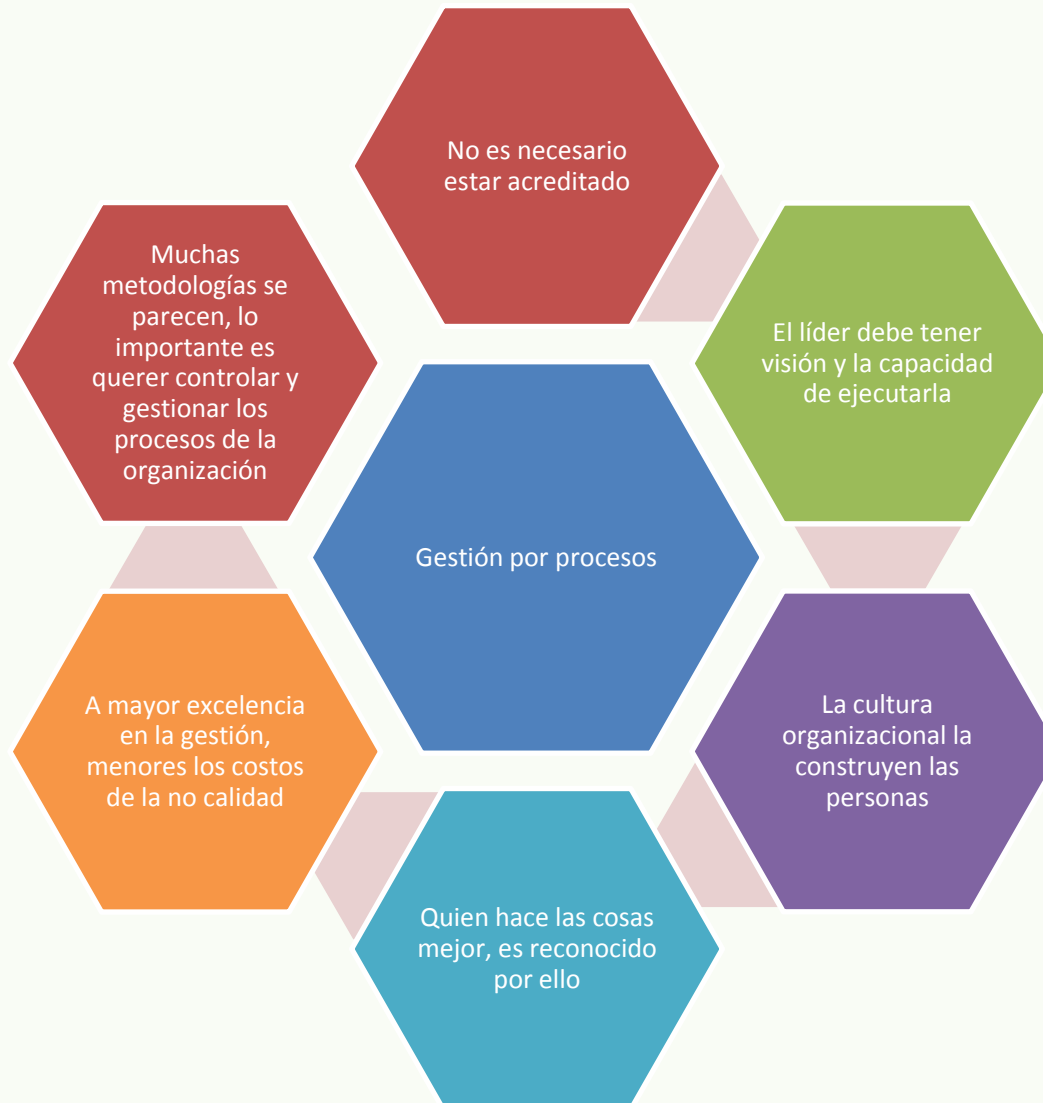 No es necesario
estar acreditado
El líder debe tener
visión y la capacidad
de ejecutarla
La cultura
organizacional la
construyen las
personas
Quien hace las cosas
mejor, es reconocido
por ello
A mayor excelencia
en la gestión,
menores los costos
de la no calidad
Muchas
metodologías se
parecen, lo
importante es
querer controlar y
gestionar los
procesos de la
organización
Gestión por procesos